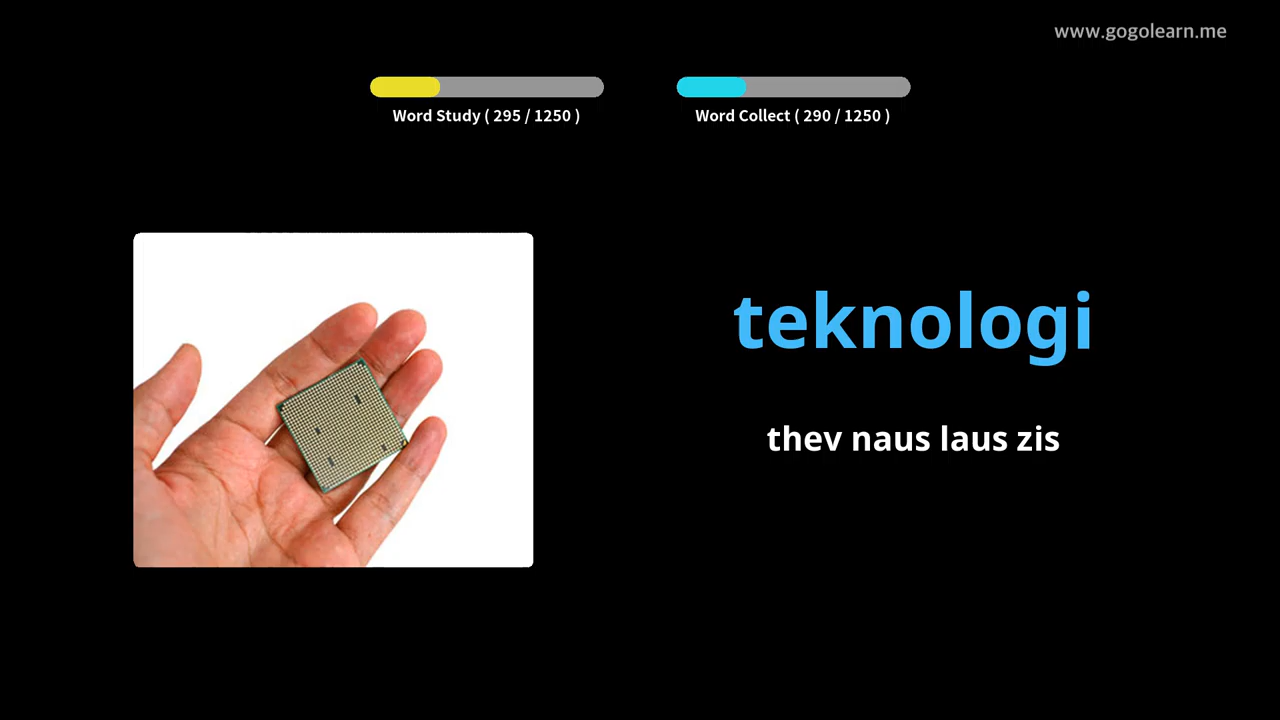 www.gogolearn.me
Word Study ( 295 / 1250 )
Word Collect ( 290 / 1250 )
teknologi
thev naus laus zis